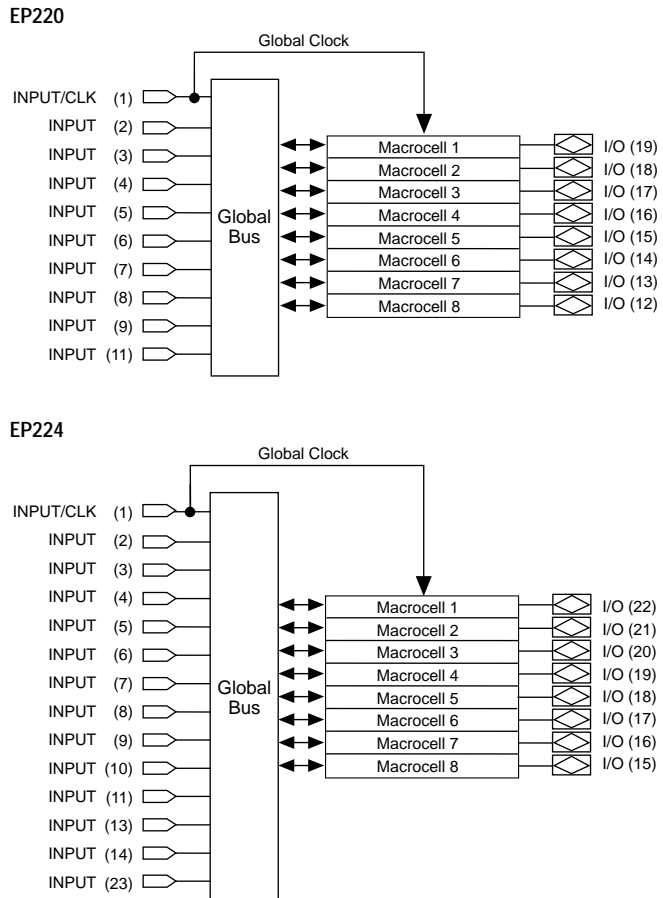 EP220
Global Clock
INPUT/CLK (1)
INPUT (2)
INPUT (3)
INPUT (4)
INPUT (5)
INPUT (6)
INPUT (7)
INPUT (8)
INPUT (9)
INPUT (11)
Global
Bus
Macrocell 1 I/O (19)
Macrocell 2 I/O (18)
Macrocell 3 I/O (17)
Macrocell 4 I/O (16)
Macrocell 5 I/O (15)
Macrocell 6 I/O (14)
Macrocell 7 I/O (13)
Macrocell 8 I/O (12)
EP224
Global Clock
INPUT/CLK (1)
INPUT (2)
INPUT (3)
INPUT (4)
INPUT (5)
INPUT (6)
INPUT (7)
INPUT (8)
INPUT (9)
INPUT (10)
INPUT (11)
INPUT (13)
INPUT (14)
INPUT (23)
Global
Bus
Macrocell 1 I/O (22)
Macrocell 2 I/O (21)
Macrocell 3 I/O (20)
Macrocell 4 I/O (19)
Macrocell 5 I/O (18)
Macrocell 6 I/O (17)
Macrocell 7 I/O (16)
Macrocell 8 I/O (15)